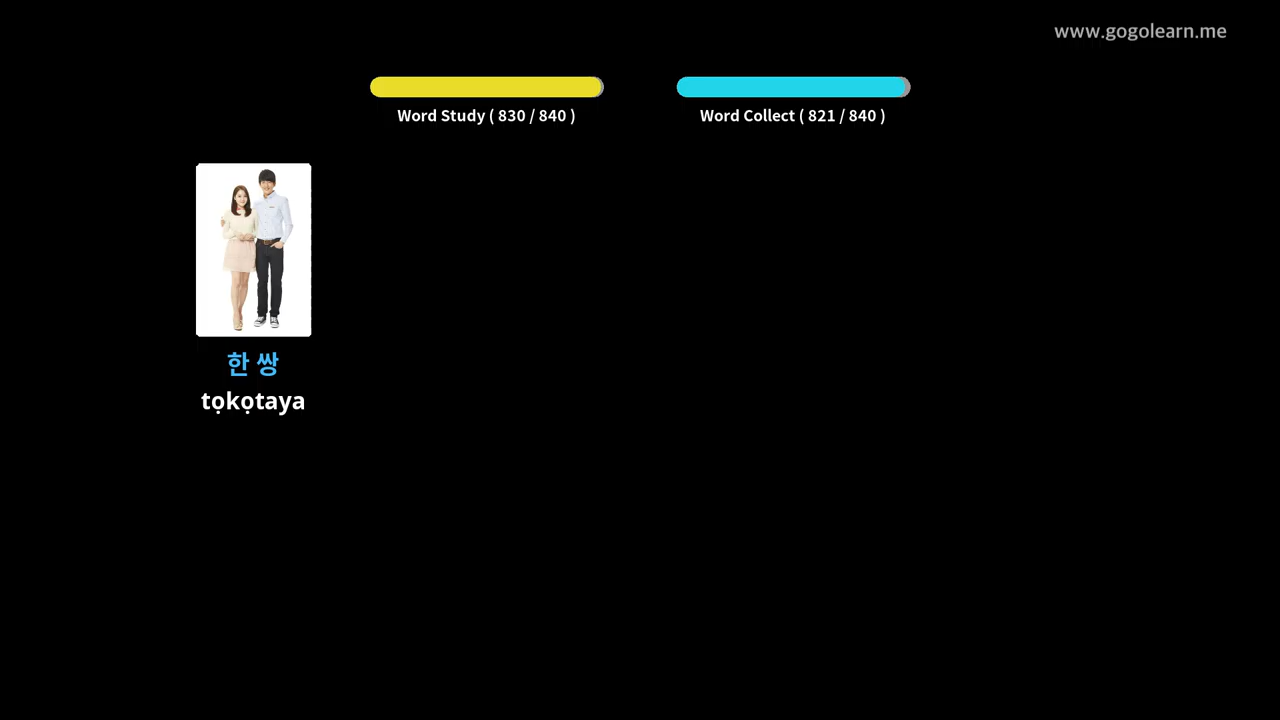 www.gogolearn.me
Word Study ( 830 / 840 )
Word Collect ( 821 / 840 )
한 쌍
tọkọtaya